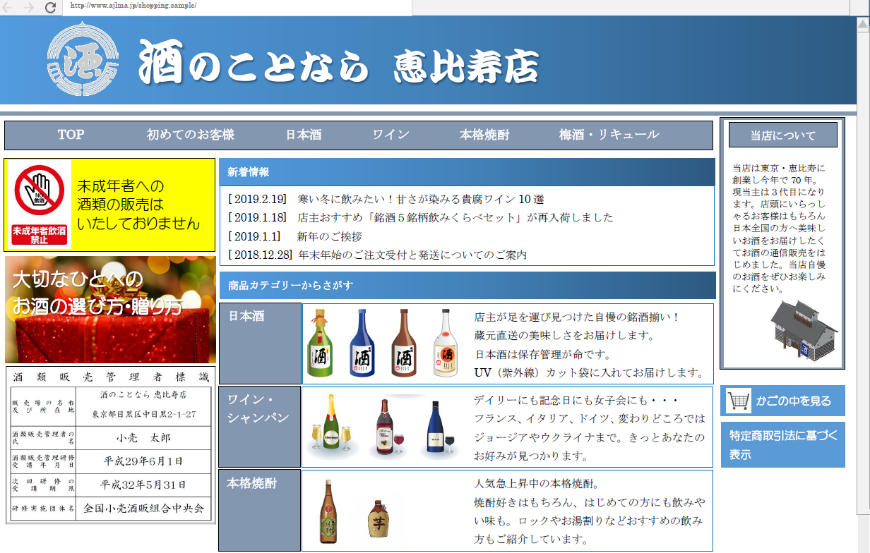 http://www.ajlma.jp/shopping.sample/
酒
酒のことなら 恵比寿店
TOP 初めてのお客様 日本酒 ワイン 本格焼酎 梅酒・リキュール
未成年者飲酒
禁止
未成年者への
酒類の販売は
いたしておりません
大切なひとへの
お酒の選び方・贈り方
酒類販売管理者標識
販売場の名称
及び所在地
酒のことなら 恵比寿店
東京都目黒区中目黒2-1-27
酒類販売管理者の
氏名
小売 太郎
酒類販売管理研修
受講年月日
平成29年6月1日
次回研修の
受講期限
平成32年5月31日
研修実施団体名
全国小売酒販組合中央会
新着情報
[ 2019.2.19] 寒い冬に飲みたい！甘さが染みる貴腐ワイン 10 選
[ 2019.1.18] 店主おすすめ「銘酒５銘柄飲みくらべセット」が再入荷しました
[ 2019.1.1] 新年のご挨拶
[ 2018.12.28] 年末年始のご注文受付と発送についてのご案内
商品カテゴリーからさがす
日本酒
酒
酒
酒
酒
店主が足を運び見つけた自慢の銘酒揃い！
蔵元直送の美味しさをお届けします。
日本酒は保存管理が命です。
UV（紫外線）カット袋に入れてお届けします。
ワイン・
シャンパン
デイリーにも記念日にも女子会にも・・・
フランス、イタリア、ドイツ、変わりどころでは
ジョージアやウクライナまで。きっとあなたの
お好みが見つかります。
本格焼酎
芋
人気急上昇中の本格焼酎。
焼酎好きはもちろん、はじめての方にも飲みや
い味も。ロックやお湯割りなどおすすめの飲み
方もご紹介しています。
当店について
当店は東京・恵比寿に
創業し今年で 70 年。
現当主は３代目になり
ます。店頭にいらっし
ゃるお客様はもちろん
日本全国の方へ美味し
いお酒をお届けしたく
てお酒の通信販売をは
じめました。当店自慢
のお酒をぜひお楽しみ
にください。
酒
かごの中を見る
特定商取引法に基づく
表示